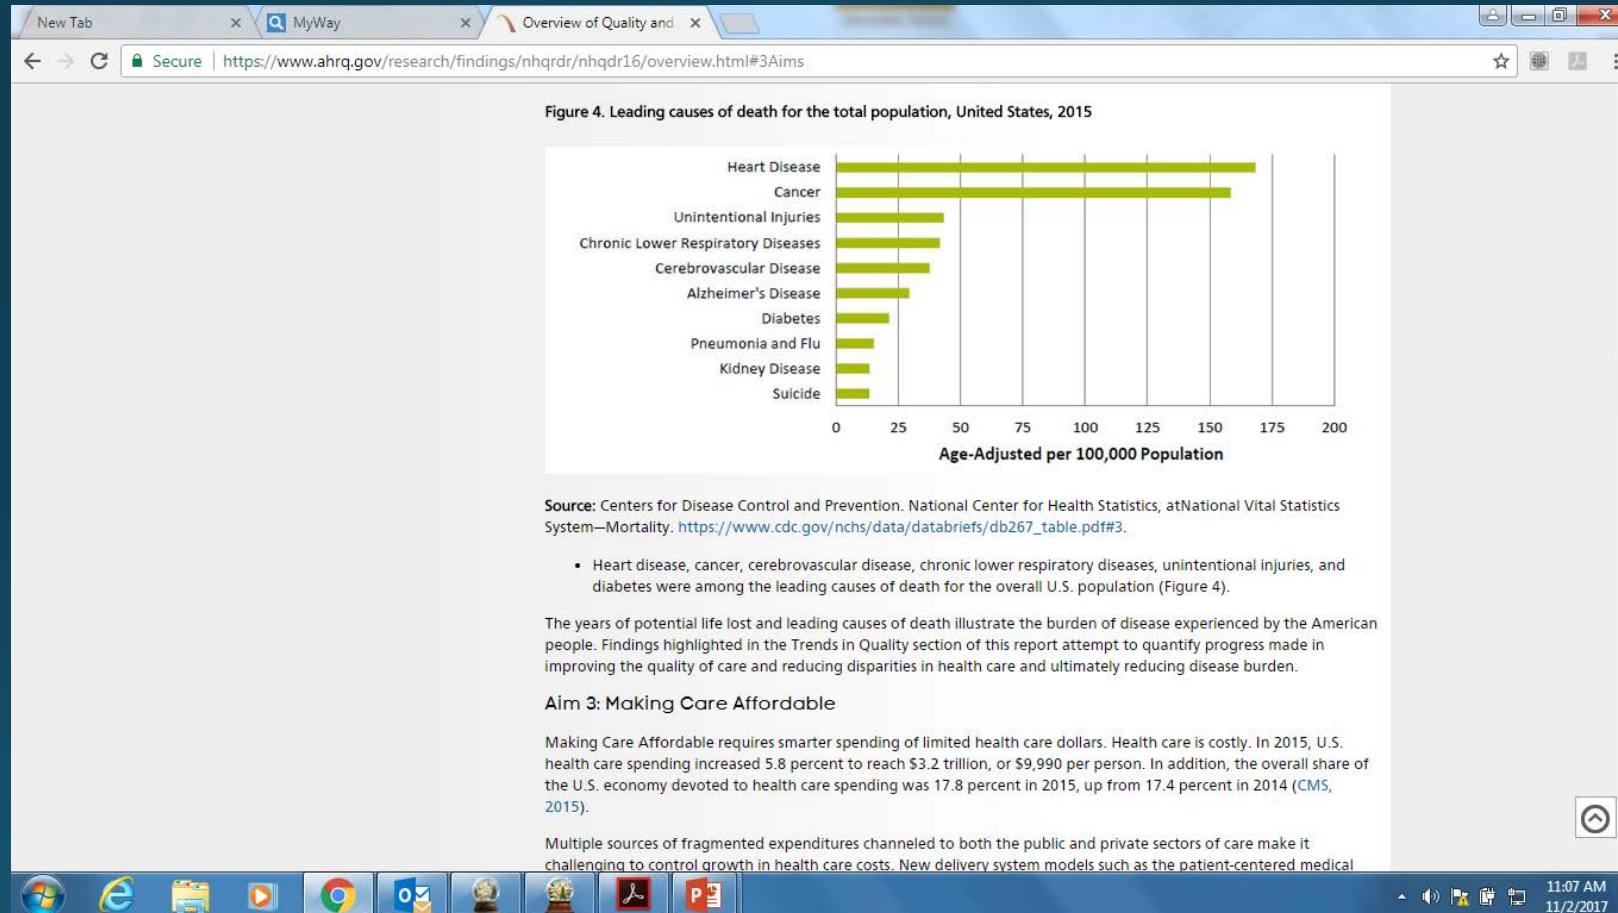 New Tab
MyWay
Overview of Quality and
Secure
https://www.ahrq.gov/research/findings/nhqrdr/nhqdr16/overview.html#3Aims
Figure 4. Leading causes of death for the total population, United States, 2015
Heart Disease
Cancer
Unintentional Injuries
Chronic Lower Respiratory Diseases
Cerebrovascular Disease
Alzheimer's Disease
Diabetes
Pneumonia and Flu
Kidney Disease
Suicide
0 25 50 75 100 125 150 175 200
Age-Adjusted per 100,000 Population
Source: Centers for Disease Control and Prevention. National Center for Health Statistics, atNational Vital Statistics
System—Mortality. https://www.cdc.gov/nchs/data/databriefs/db267_table.pdf#3.
• Heart disease, cancer, cerebrovascular disease, chronic lower respiratory diseases, unintentional injuries, and
diabetes were among the leading causes of death for the overall U.S. population (Figure 4).
The years of potential life lost and leading causes of death illustrate the burden of disease experienced by the American
people. Findings highlighted in the Trends in Quality section of this report attempt to quantify progress made in
improving the quality of care and reducing disparities in health care and ultimately reducing disease burden.
Aim 3: Making Care Affordable
Making Care Affordable requires smarter spending of limited health care dollars. Health care is costly. In 2015, U.S.
health care spending increased 5.8 percent to reach $3.2 trillion, or $9,990 per person. In addition, the overall share of
the U.S. economy devoted to health care spending was 17.8 percent in 2015, up from 17.4 percent in 2014 (CMS,
2015).
Multiple sources of fragmented expenditures channeled to both the public and private sectors of care make it
challenging to control growth in health care costs. New delivery system models such as the patient-centered medical
11:07 AM
11/2/2017